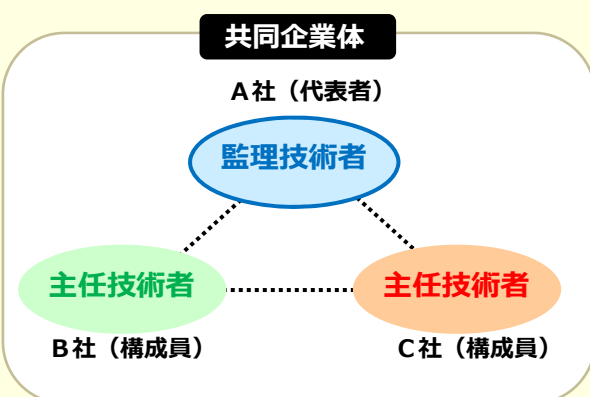 共同企業体
A社（代表者）
監理技術者
主任技術者
主任技術者
B社（構成員）
C社（構成員）